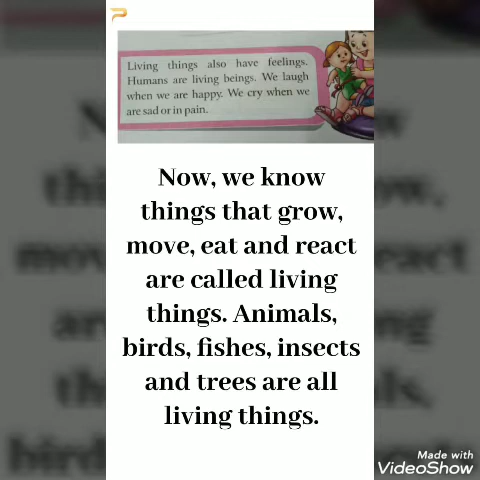 Living things also have feelings.
Humans are living beings. We laugh
when we are happy. We cry when we
are sad or in pain.
Now, we know
things that grow,
move, eat and react
are called living
things. Animals,
birds, fishes, insects
and trees are all
living things.
Made with
VideoShow